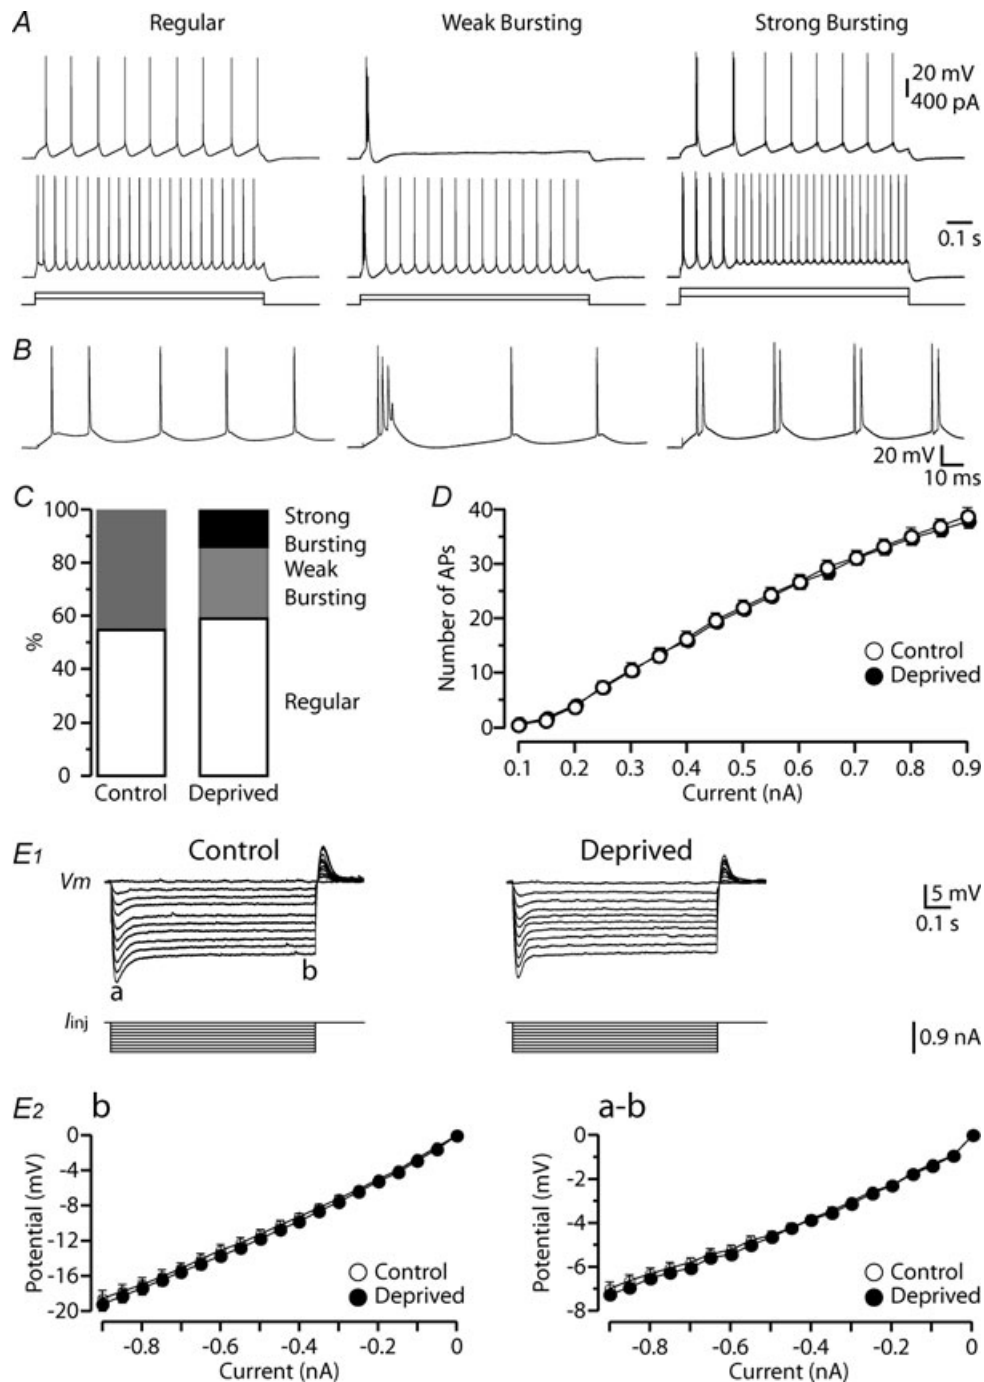 A
Regular
Weak Bursting
Strong Bursting
20 mV
400 pA
0.1 s
B
20 mV
10 ms
C
100
80
60
40
20
0
%
Control
Deprived
Strong
Bursting
Weak
Bursting
Regular
D
40
30
20
10
0
Number of APs
Control
Deprived
0.1 0.2 0.3 0.4 0.5 0.6 0.7 0.8 0.9
Current (nA)
E1
Control
Deprived
Vm
5 mV
0.1 s
a
b
Iinj
0.9 nA
E2
b
0
-4
-8
-12
-16
-20
Potential (mV)
Control
Deprived
-0.8 -0.6 -0.4 -0.2 0
Current (nA)
a-b
0
-2
-4
-6
-8
Potential (mV)
Control
Deprived
-0.8 -0.6 -0.4 -0.2 0
Current (nA)